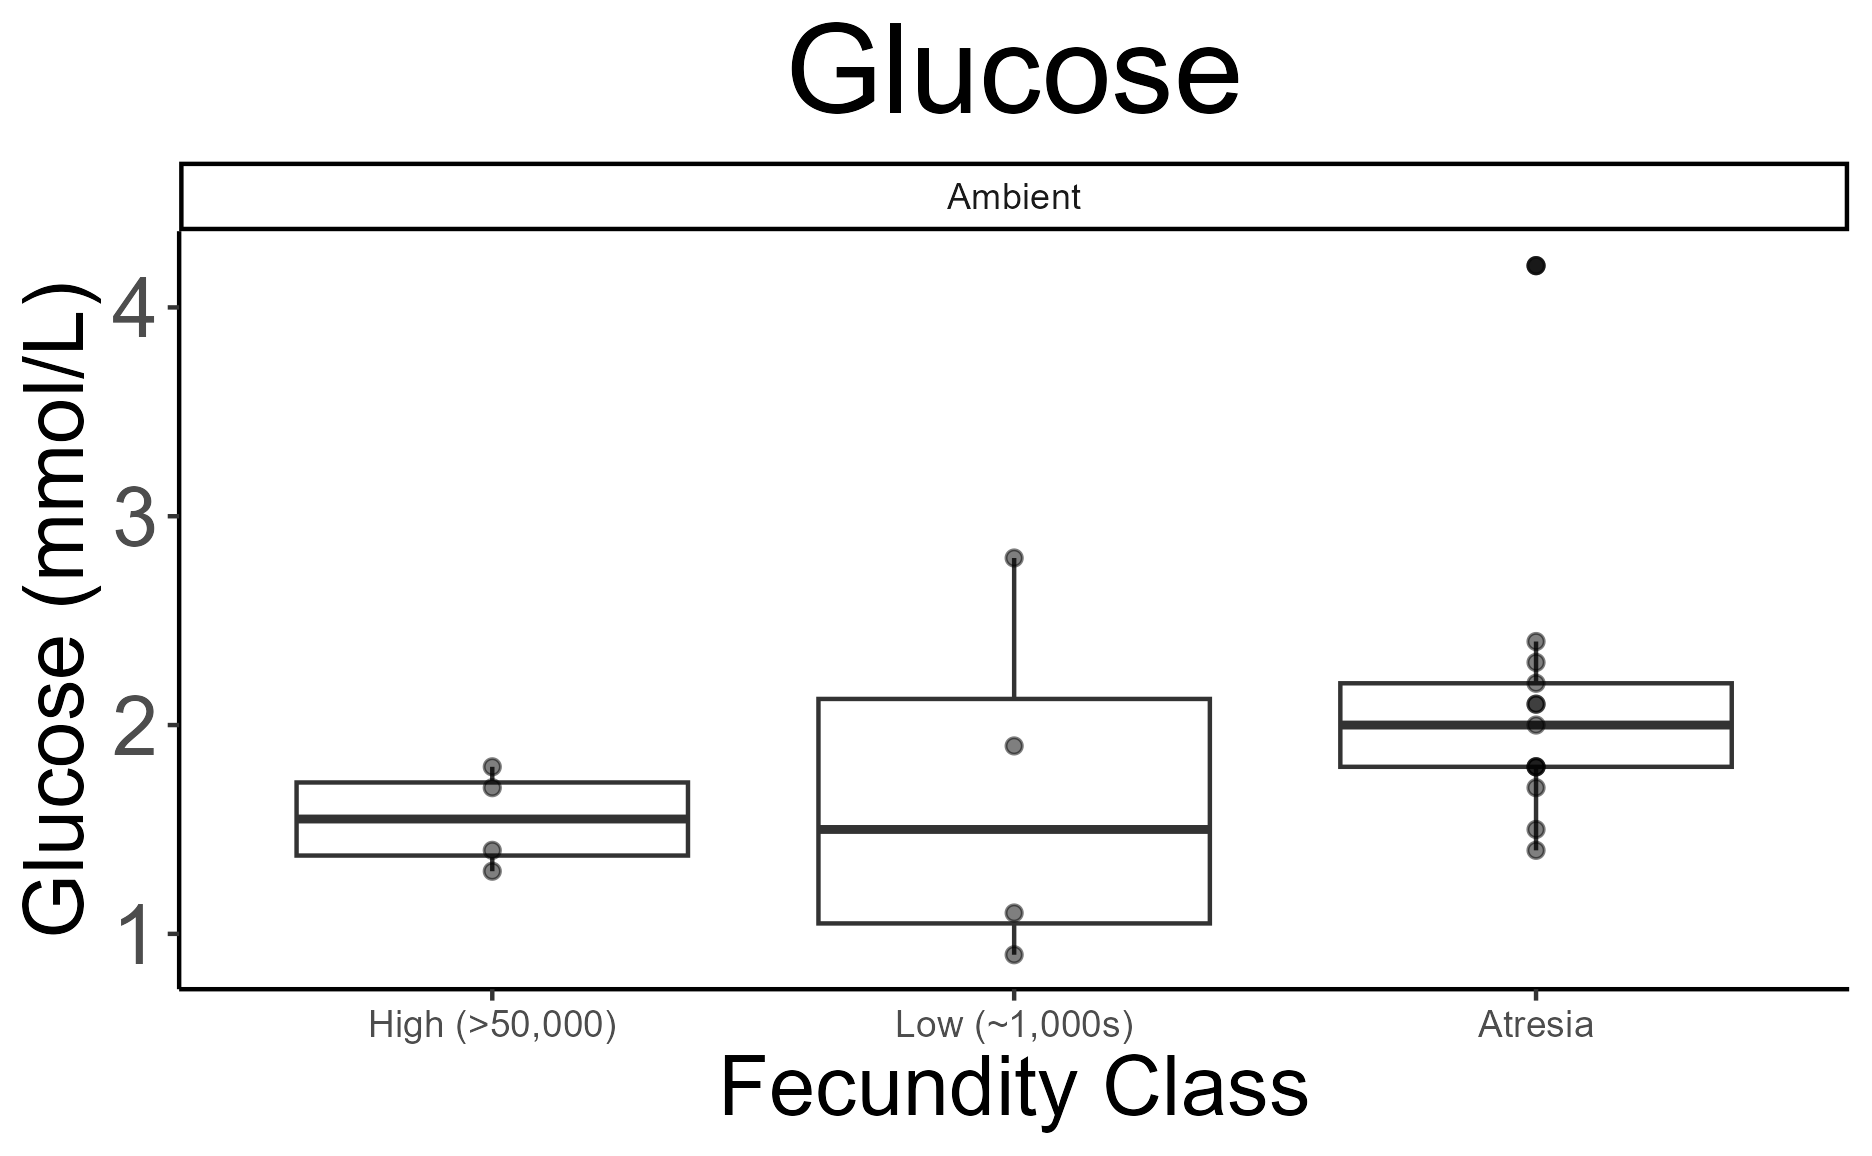 Glucose
Ambient
Glucose (mmol/L)
4
3
2
1
High (>50,000)
Low (~1,000s)
Atresia
Fecundity Class